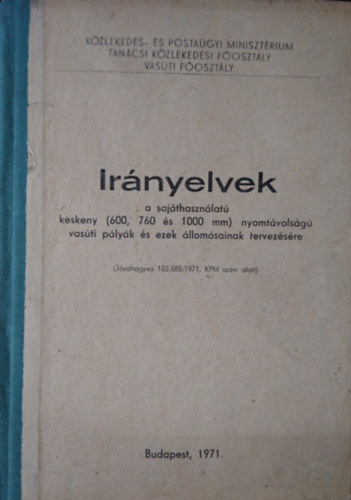 KÖZLEKEDÉS- ÉS POSTAÜGYI MINISZTÉRIUM
TANÁCSI KÖZLEKEDÉSI FŐOSZTÁLY
VASÚTI FŐOSZTÁLY
Irányelvek
a sajáthasználatú
keskeny (600, 760 és 1000 mm) nyomtávolságú
vasúti pályák és ezek állomásainak tervezésére
(Jóváhagyva 152.085/1971. KPM szám alatt)
Budapest, 1971.